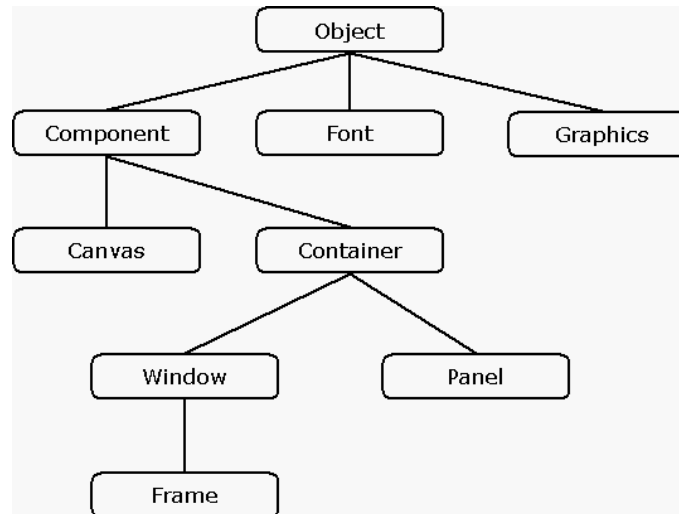 Object
Component
Font
Graphics
Canvas
Container
Window
Panel
Frame